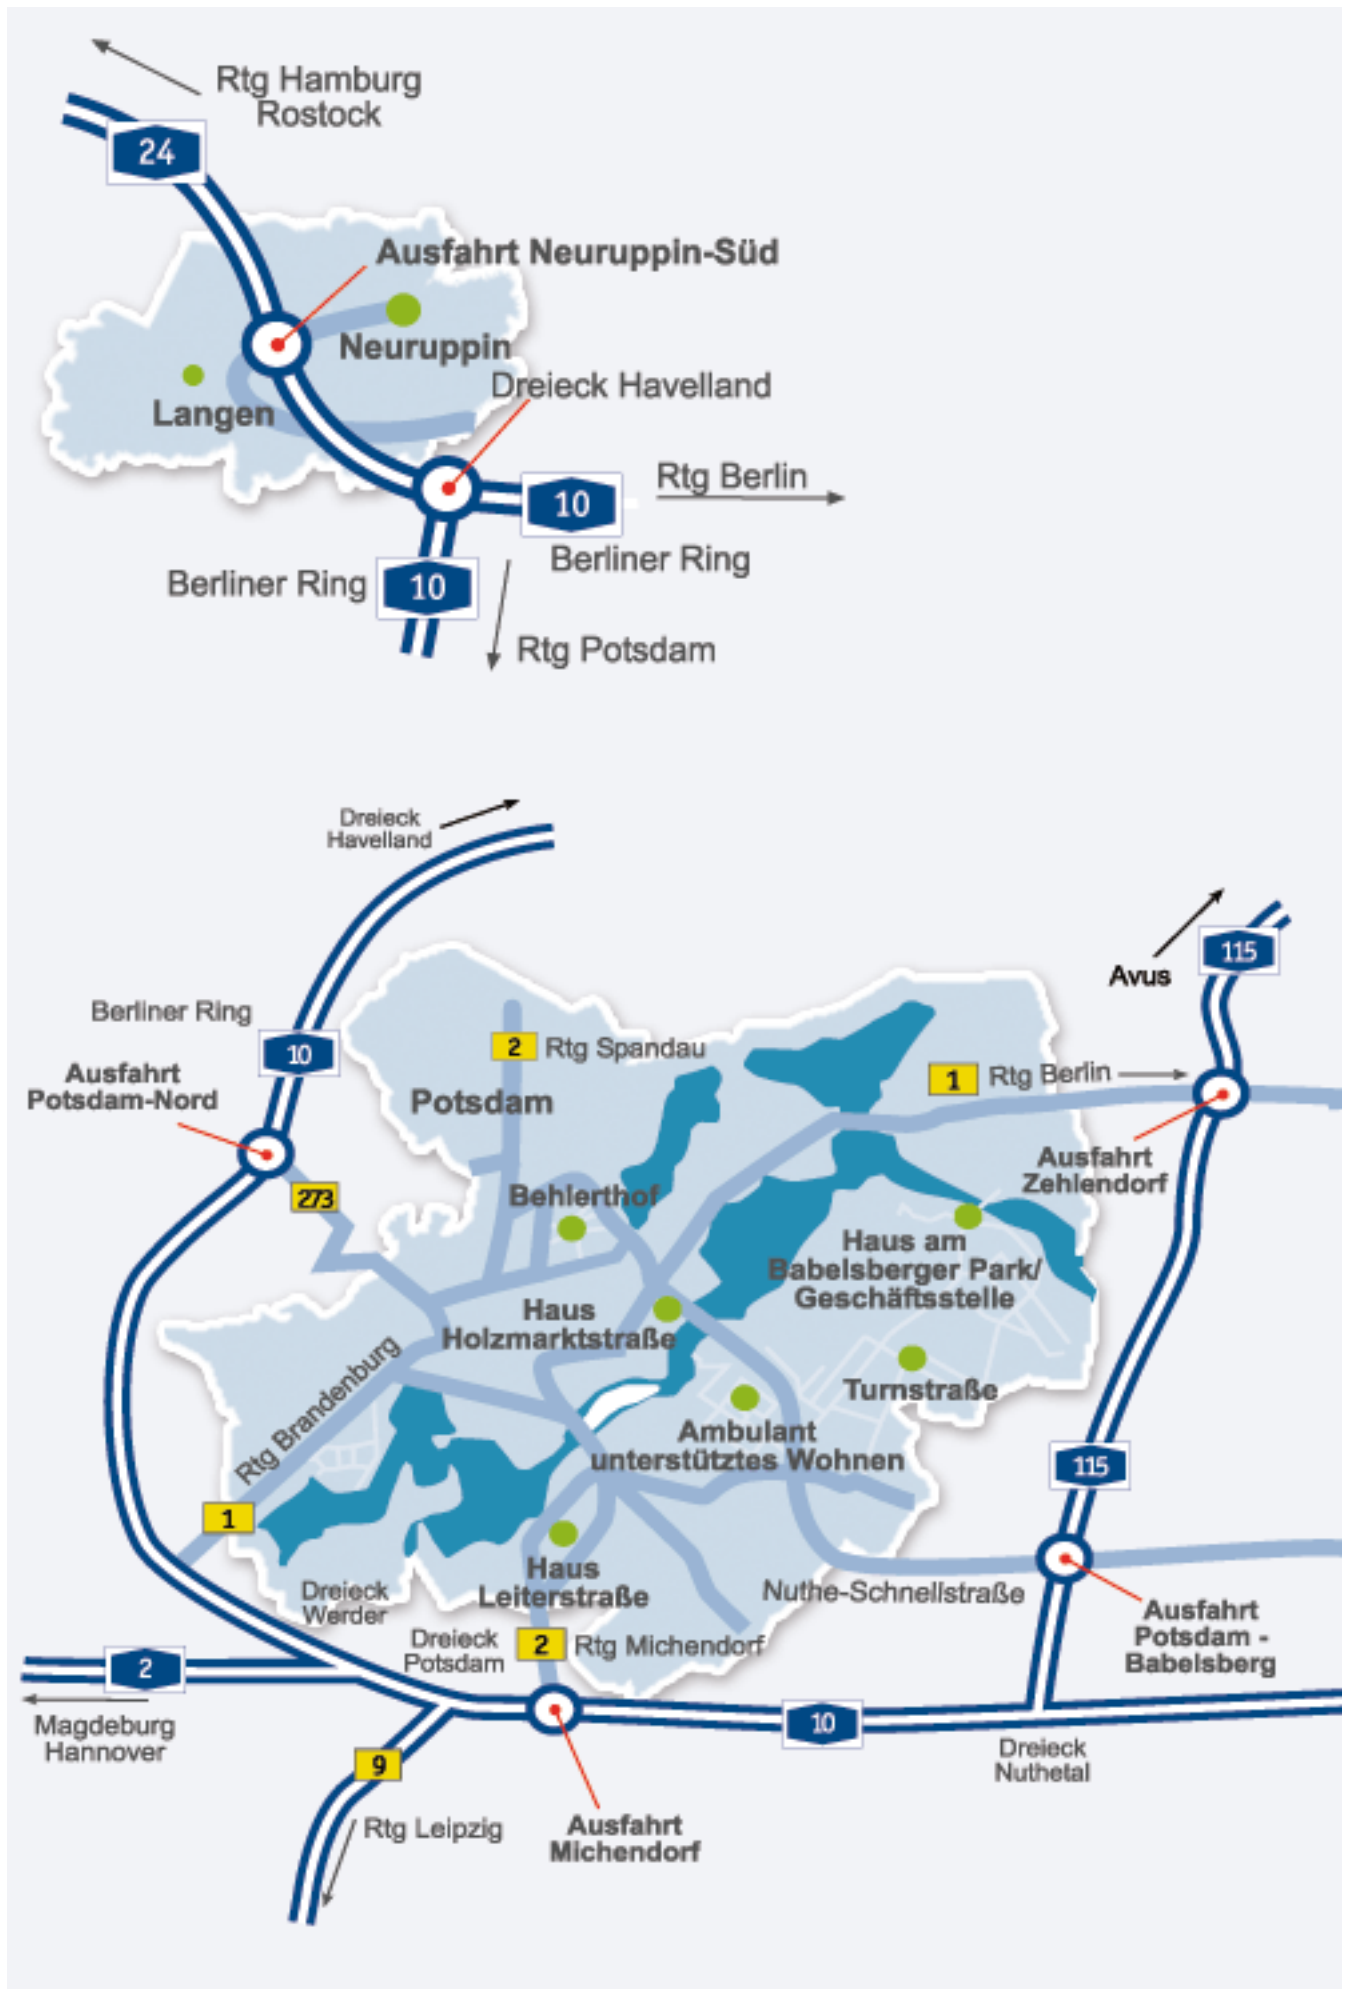 Rtg Hamburg
Rostock
24
Ausfahrt Neuruppin-Süd
Neuruppin
Dreieck Havelland
Langen
Rtg Berlin
10
Berliner Ring
Berliner Ring
10
Rtg Potsdam
Dreieck
Havelland
115
Avus
Berliner Ring
10
2
Rtg Spandau
Ausfahrt
Potsdam-Nord
1
Rtg Berlin
Potsdam
Ausfahrt
Zehlendorf
273
Behlerthof
Haus am
Babelsberger Park/
Geschäftsstelle
Haus
Holzmarktstraße
Rtg Brandenburg
Turnstraße
Ambulant
unterstütztes Wohnen
115
1
Haus
Leiterstraße
Dreieck
Werder
Nuthe-Schnellstraße
Ausfahrt
Potsdam -
Babelsberg
Dreieck
Potsdam
2
Rtg Michendorf
2
Magdeburg
Hannover
10
Dreieck
Nuthetal
9
Rtg Leipzig
Ausfahrt
Michendorf